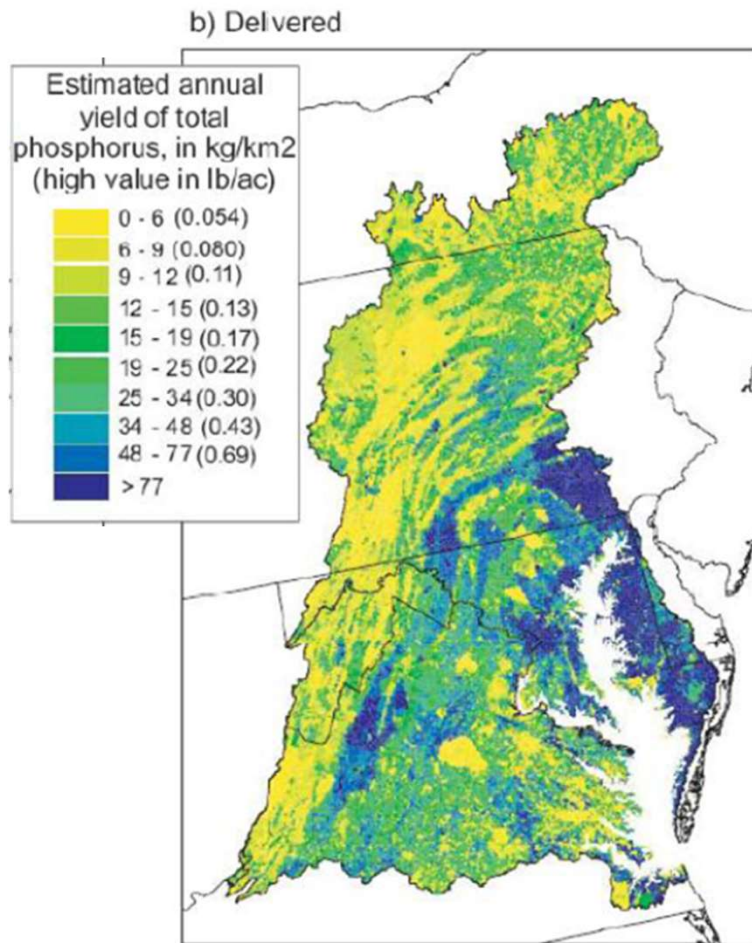 b) Delivered
Estimated annual
yield of total
phosphorus, in kg/km2
(high value in lb/ac)
0 - 6 (0.054)
6 - 9 (0.080)
9 - 12 (0.11)
12 - 15 (0.13)
15 - 19 (0.17)
19 - 25 (0.22)
25 - 34 (0.30)
34 - 48 (0.43)
48 - 77 (0.69)
> 77